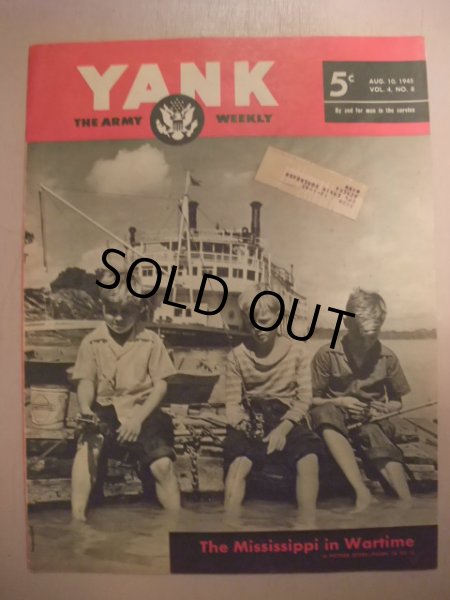 YANK
THE ARMY WEEKLY
5¢
AUG. 10, 1945
VOL. 4, NO. 8
By and for men in the service
SOLD OUT
The Mississippi in Wartime